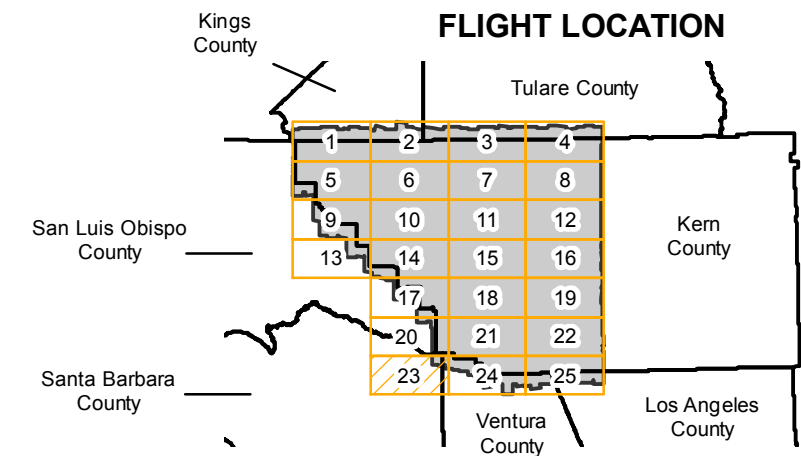 FLIGHT LOCATION
Kings
County
Tulare County
1 2 3 4
5 6 7 8
San Luis Obispo
County
9 10 11 12
Kern
County
13 14 15 16
17 18 19
20 21 22
Santa Barbara
County
23 24 25
Ventura
County
Los Angeles
County